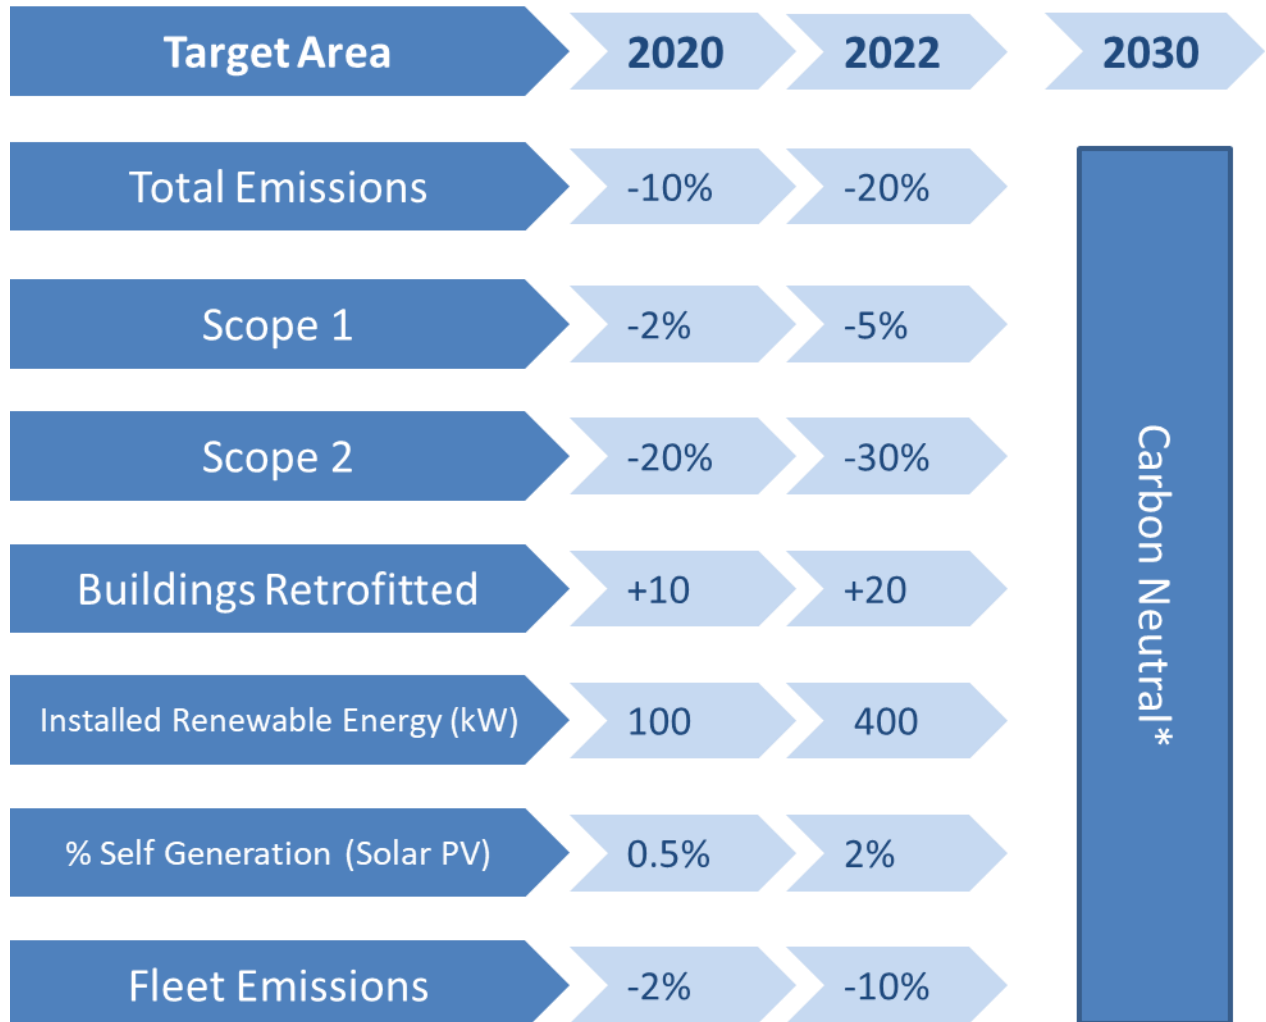 Target Area 2020 2022 2030
Total Emissions -10% -20%
Scope 1 -2% -5%
Scope 2 -20% -30%
Buildings Retrofitted +10 +20
Installed Renewable Energy (kW) 100 400
% Self Generation (Solar PV) 0.5% 2%
Fleet Emissions -2% -10%
Carbon Neutral*